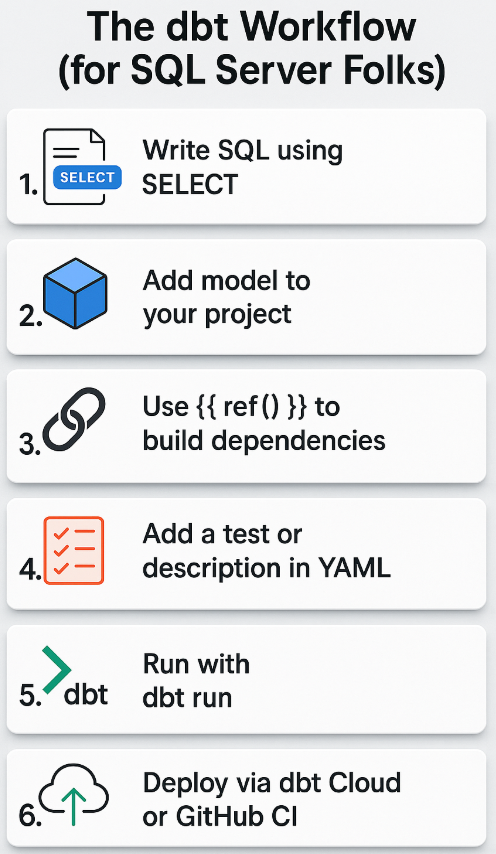 The dbt Workflow
(for SQL Server Folks)
1.
SELECT
Write SQL using
SELECT
2.
Add model to
your project
3.
Use {{ ref() }} to
build dependencies
4.
Add a test or
description in YAML
5.
dbt
Run with
dbt run
6.
Deploy via dbt Cloud
or GitHub CI